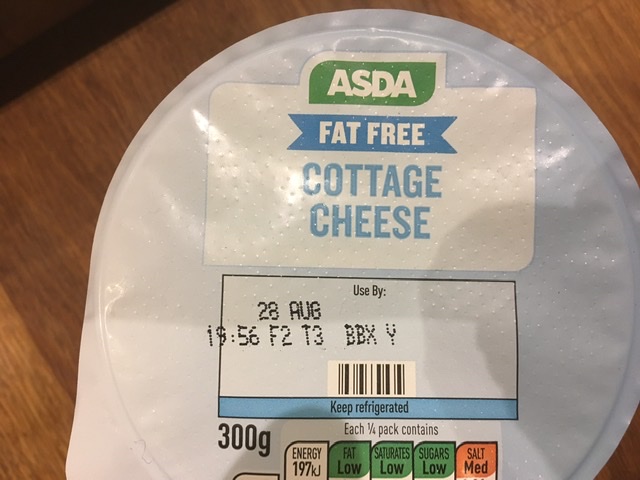 ASDA
FAT FREE
COTTAGE
CHEESE
Use By:
28 AUG
19:56 F2 T3 BBX Y
Keep refrigerated
300g
Each ¼ pack contains
ENERGY FAT SATURATES SUGARS SALT
197kJ Low Low Low Med